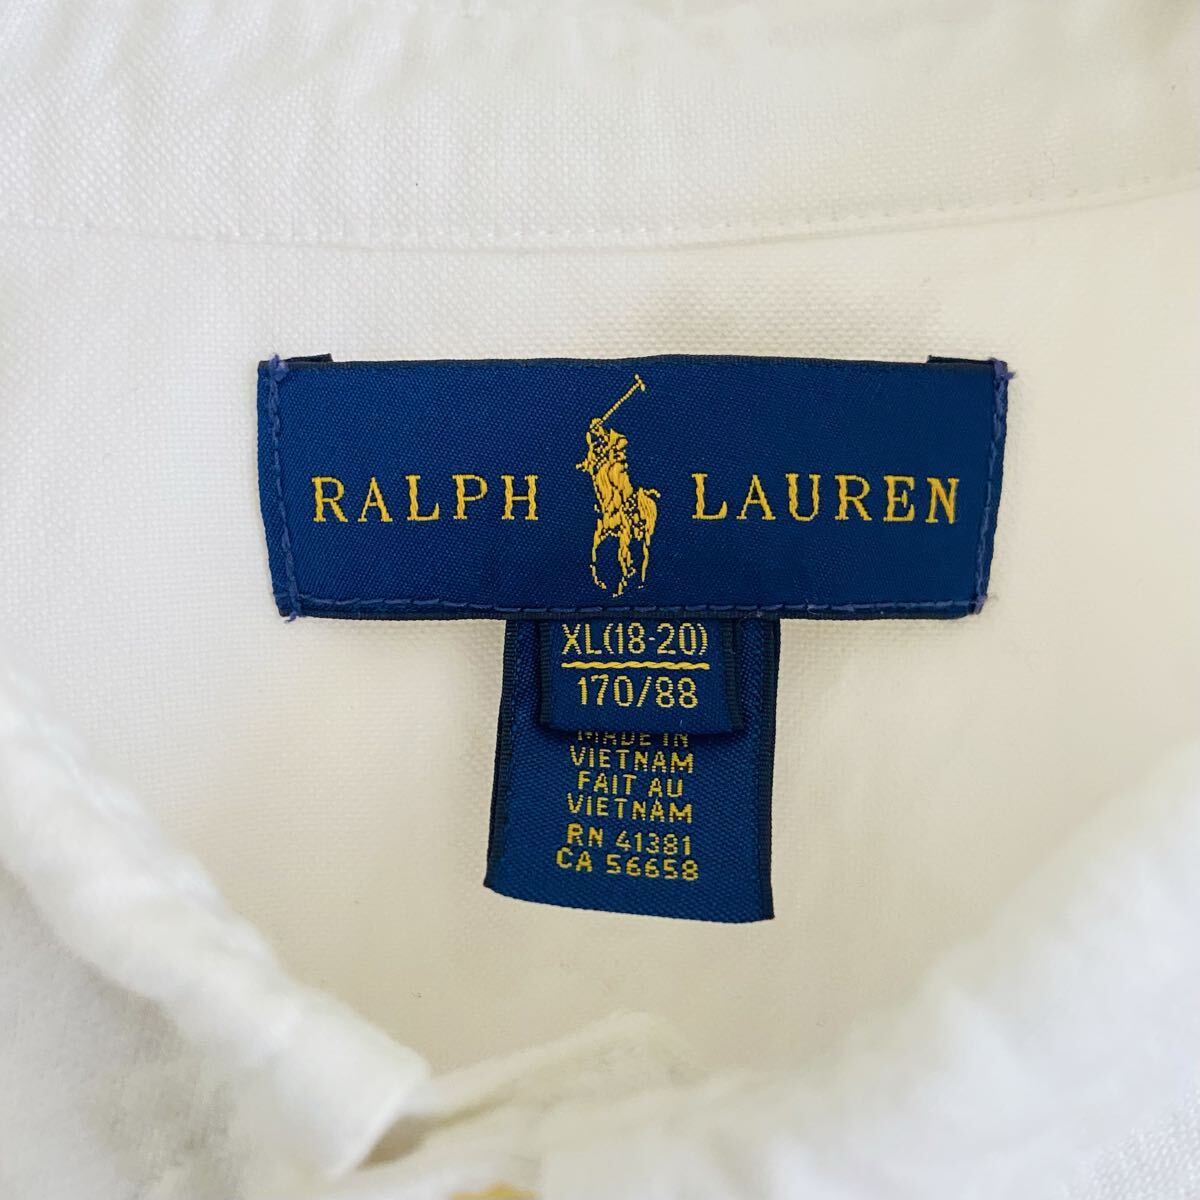 RALPH LAUREN
XL(18-20)
170/88
MADE IN
VIETNAM
FAIT AU
VIETNAM
RN 41381
CA 56658